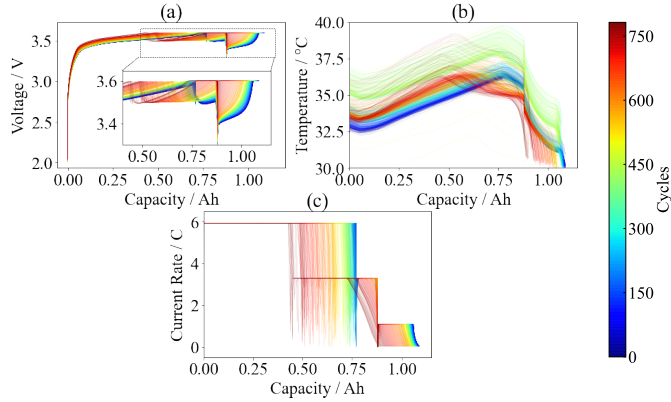 (a)
Voltage / V
3.5
3.0
2.5
2.0
3.6
3.4
0.50 0.75 1.00
0.00 0.25 0.50 0.75 1.00
Capacity / Ah
(b)
Temperature / °C
40.0
37.5
35.0
32.5
30.0
0.00 0.25 0.50 0.75 1.00
Capacity / Ah
(c)
Current Rate / C
6
4
2
0
0.00 0.25 0.50 0.75 1.00
Capacity / Ah
750
600
450
300
150
0
Cycles